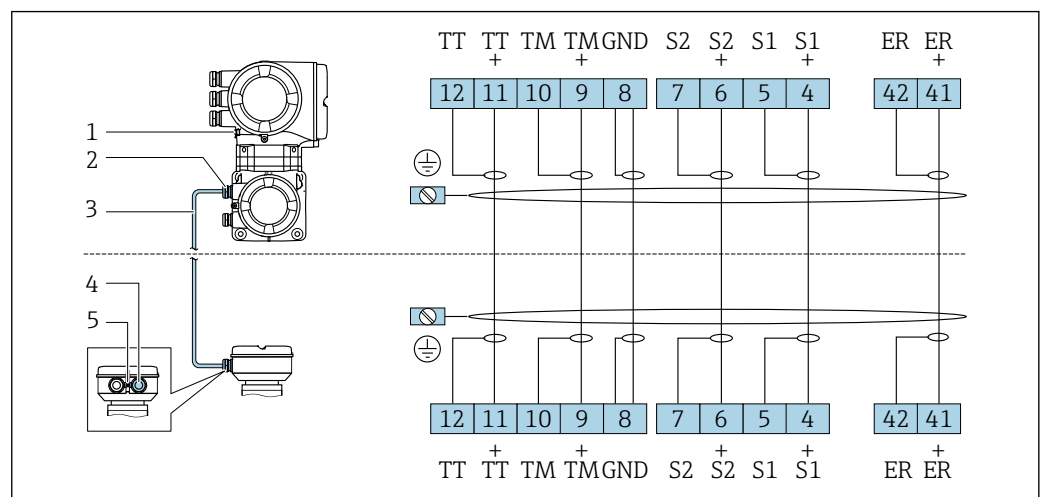 TT TT TM TM GND S2 S2 S1 S1 ER ER
+ + + + +
12 11 10 9 8 7 6 5 4 42 41
1
2
3
4
5
12 11 10 9 8 7 6 5 4 42 41
+ + + + +
TT TT TM TM GND S2 S2 S1 S1 ER ER